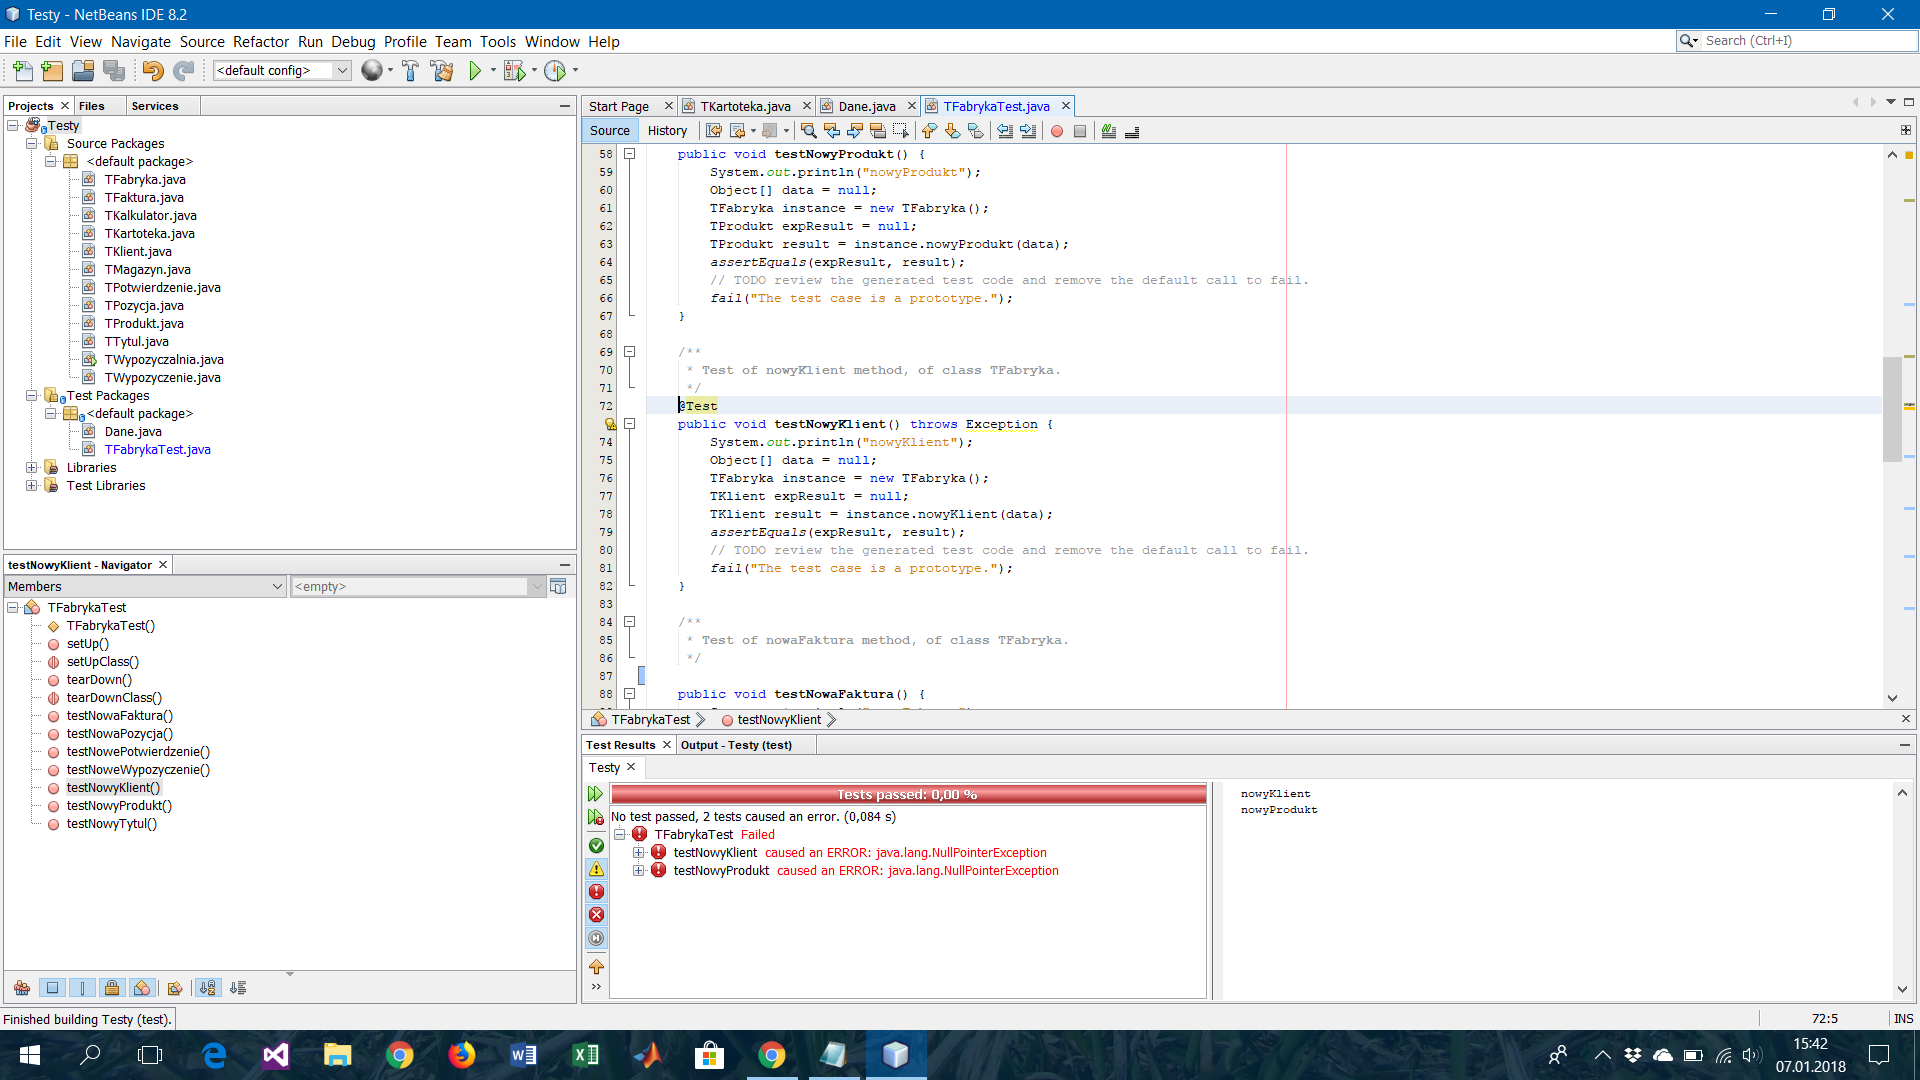 Testy - NetBeans IDE 8.2
File Edit View Navigate Source Refactor Run Debug Profile Team Tools Window Help
Search (Ctrl+I)
<default config>
Projects Files Services
Testy
Source Packages
<default package>
TFabryka.java
TFaktura.java
TKalkulator.java
TKartoteka.java
TKlient.java
TMagazyn.java
TPotwierdzenie.java
TPozycja.java
TProdukt.java
TTytul.java
TWypozyczalnia.java
TWypozyczenie.java
Test Packages
<default package>
Dane.java
TFabrykaTest.java
Libraries
Test Libraries
testNowyKlient - Navigator
Members <empty>
TFabrykaTest
TFabrykaTest()
setUp()
setUpClass()
tearDown()
tearDownClass()
testNowaFaktura()
testNowaPozycja()
testNowePotwierdzenie()
testNoweWypozyczenie()
testNowyKlient()
testNowyProdukt()
testNowyTytul()
Start Page TKartoteka.java Dane.java TFabrykaTest.java
Source History
58 public void testNowyProdukt() {
59 System.out.println("nowyProdukt");
60 Object[] data = null;
61 TFabryka instance = new TFabryka();
62 TProdukt expResult = null;
63 TProdukt result = instance.nowyProdukt(data);
64 assertEquals(expResult, result);
65 // TODO review the generated test code and remove the default call to fail.
66 fail("The test case is a prototype.");
67 }
68
69 /**
70 * Test of nowyKlient method, of class TFabryka.
71 */
72 @Test
public void testNowyKlient() throws Exception {
74 System.out.println("nowyKlient");
75 Object[] data = null;
76 TFabryka instance = new TFabryka();
77 TKlient expResult = null;
78 TKlient result = instance.nowyKlient(data);
79 assertEquals(expResult, result);
80 // TODO review the generated test code and remove the default call to fail.
81 fail("The test case is a prototype.");
82 }
83
84 /**
85 * Test of nowaFaktura method, of class TFabryka.
86 */
87
88 public void testNowaFaktura() {
TFabrykaTest testNowyKlient
Test Results Output - Testy (test)
Testy
Tests passed: 0,00 %
No test passed, 2 tests caused an error. (0,084 s)
TFabrykaTest Failed
testNowyKlient caused an ERROR: java.lang.NullPointerException
testNowyProdukt caused an ERROR: java.lang.NullPointerException
nowyKlient
nowyProdukt
Finished building Testy (test).
72:5 INS
15:42
07.01.2018